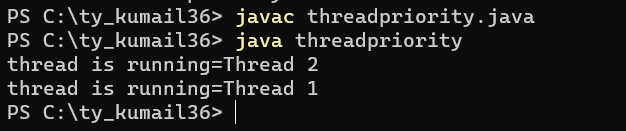 PS C:\ty_kumail36> javac threadpriority.java
PS C:\ty_kumail36> java threadpriority
thread is running=Thread 2
thread is running=Thread 1
PS C:\ty_kumail36>